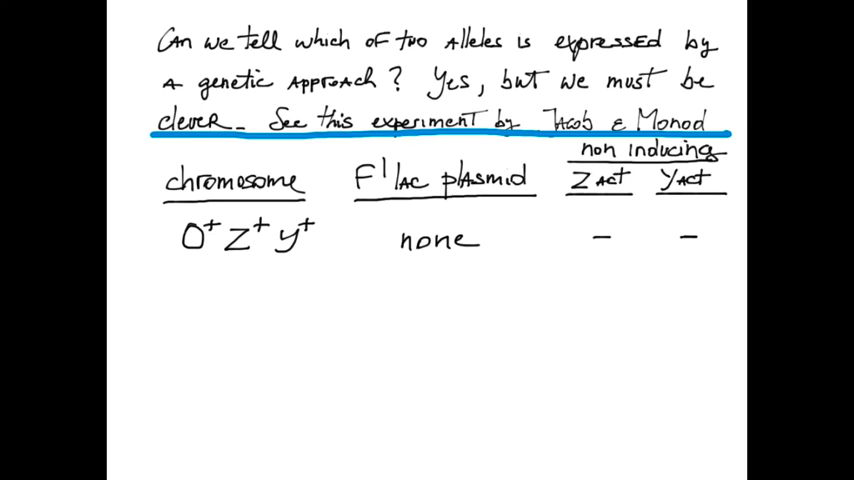 Can we tell which of two alleles is expressed by
a genetic approach? Yes, but we must be
clever. See this experiment by Jacob & Monod
non inducing
chromosome F'lac plasmid Z act Y act
O+ Z+ Y+ none – –